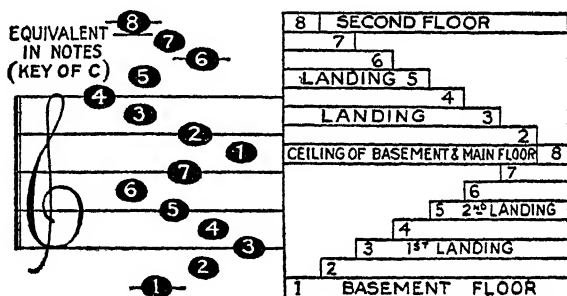 EQUIVALENT
IN NOTES
(KEY OF C)
8
7
6
5
4
3
2
1
7
6
5
4
3
2
1
8 SECOND FLOOR
7
6
LANDING 5
4
LANDING 3
2
CEILING OF BASEMENT & MAIN FLOOR 8
7
6
5 2ND LANDING
4
3 1ST LANDING
2
1 BASEMENT FLOOR